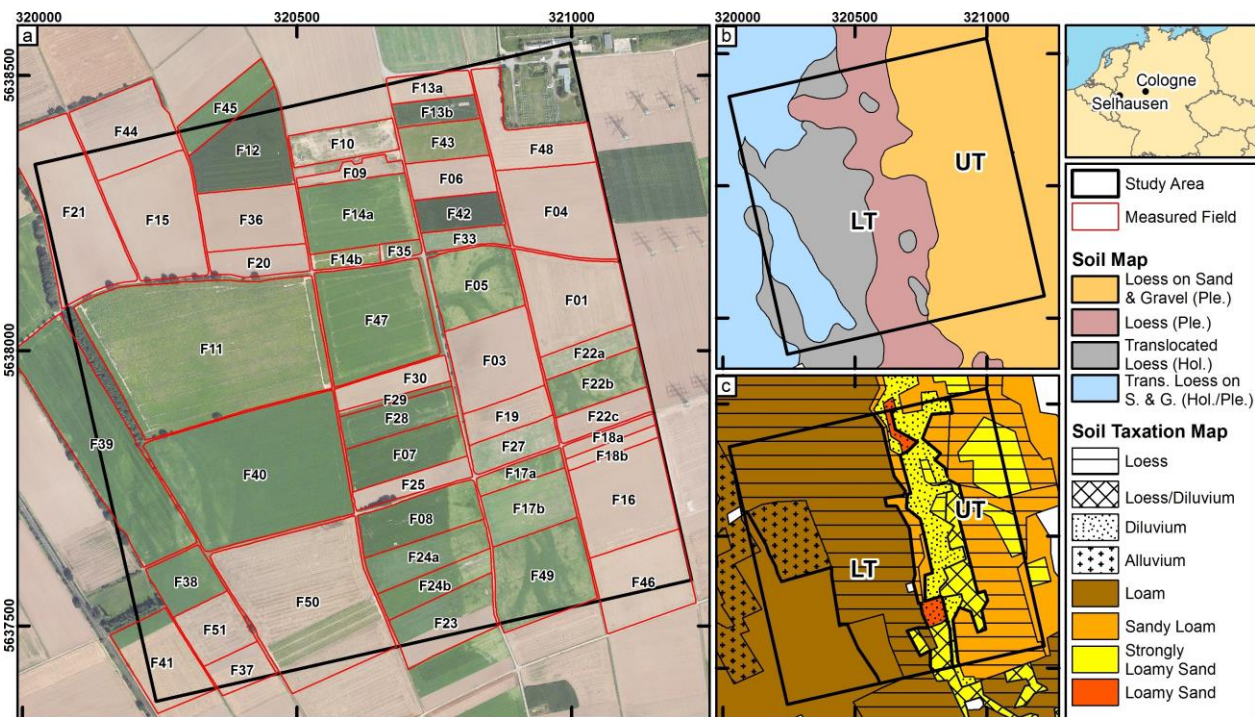 320000 320500 321000
5638500
5638000
5637500
a
F13a
F13b
F45
F44
F12
F10
F43
F48
F09
F06
F21
F15
F36
F14a
F42
F04
F20
F14b
F35
F33
F05
F47
F01
F11
F03
F22a
F30
F22b
F29
F28
F19
F22c
F39
F40
F07
F27
F18a
F18b
F25
F17a
F16
F08
F17b
F24a
F38
F50
F24b
F49
F46
F51
F23
F41
F37
320000 320500 321000
b
UT
LT
c
UT
LT
Cologne
Selhausen
Study Area
Measured Field
Soil Map
Loess on Sand
& Gravel (Ple.)
Loess (Ple.)
Translocated
Loess (Hol.)
Trans. Loess on
S. & G. (Hol./Ple.)
Soil Taxation Map
Loess
Loess/Diluvium
Diluvium
Alluvium
Loam
Sandy Loam
Strongly
Loamy Sand
Loamy Sand